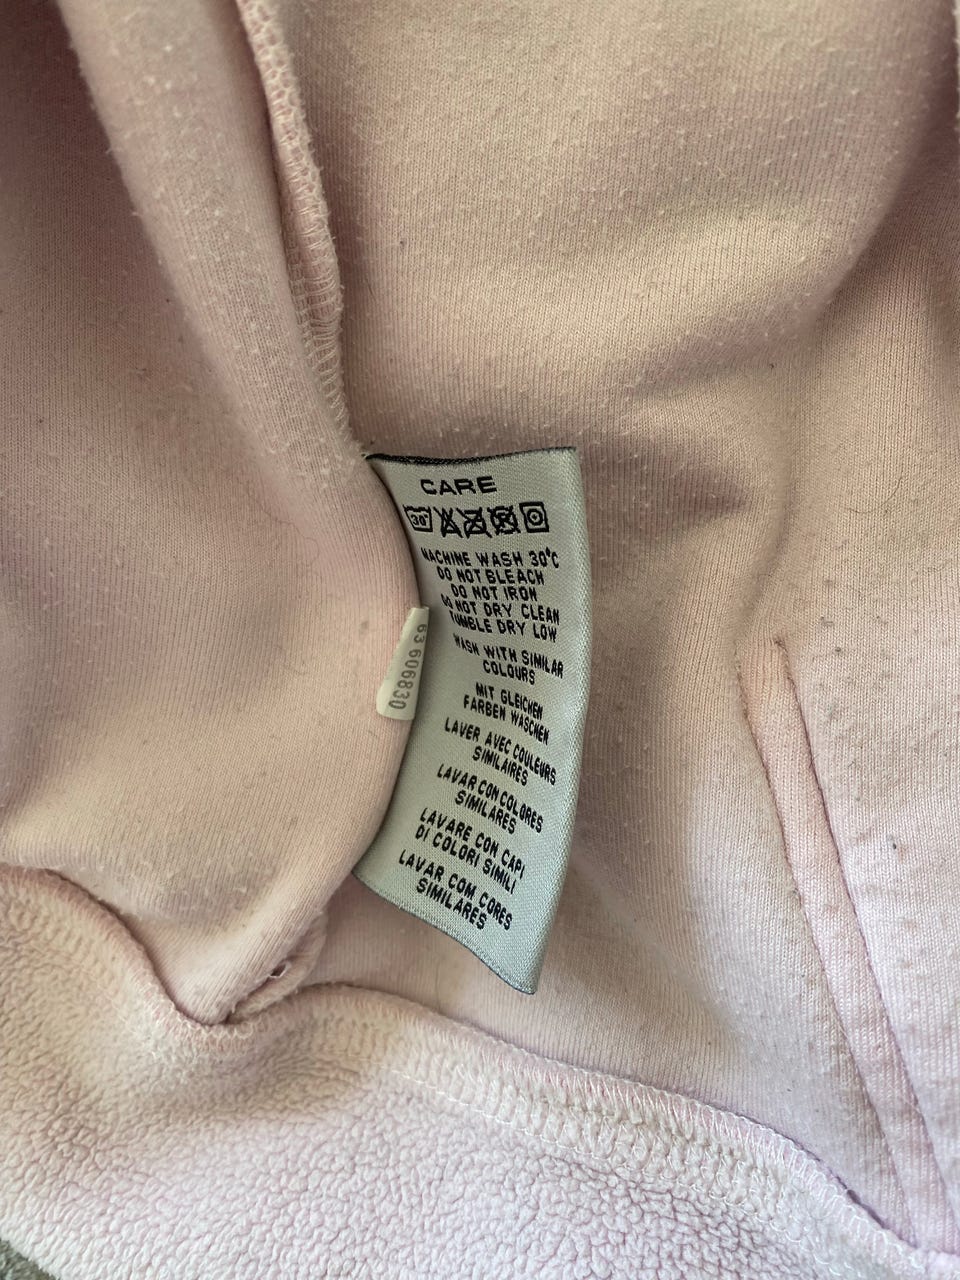 CARE
30°
MACHINE WASH 30°C
DO NOT BLEACH
DO NOT IRON
DO NOT DRY CLEAN
TUMBLE DRY LOW
WASH WITH SIMILAR
COLOURS
MIT GLEICHEN
FARBEN WASCHEN
LAVER AVEC COULEURS
SIMILAIRES
LAVAR CON COLORES
SIMILARES
LAVARE CON CAPI
DI COLORI SIMILI
LAVAR COM CORES
SIMILARES
63 606830